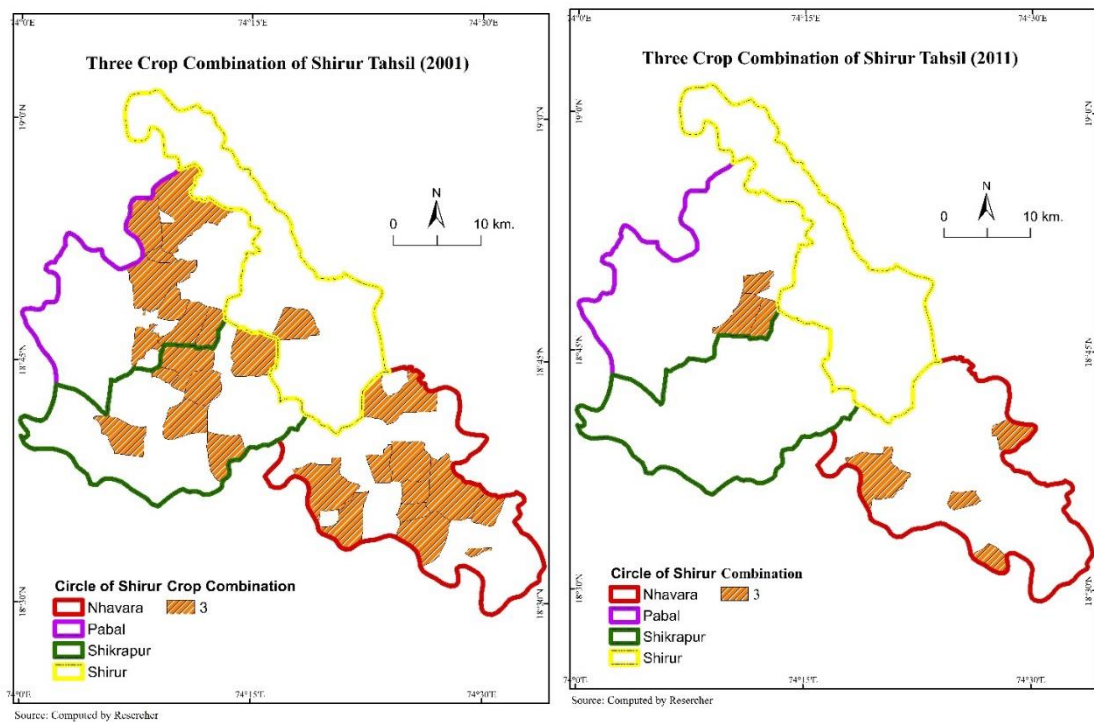 74°0'E 74°15'E 74°30'E
Three Crop Combination of Shirur Tahsil (2001)
19°0'N
19°0'N
N
0 10 km.
18°45'N
18°45'N
Circle of Shirur Crop Combination
Nhavara 3
Pabal
Shikrapur
Shirur
18°30'N
18°30'N
74°0'E 74°15'E 74°30'E
Source: Computed by Resercher
74°0'E 74°15'E 74°30'E
Three Crop Combination of Shirur Tahsil (2011)
19°0'N
19°0'N
N
0 10 km.
18°45'N
18°45'N
Circle of Shirur Combination
Nhavara 3
Pabal
Shikrapur
Shirur
18°30'N
18°30'N
74°0'E 74°15'E 74°30'E
Source: Computed by Resercher